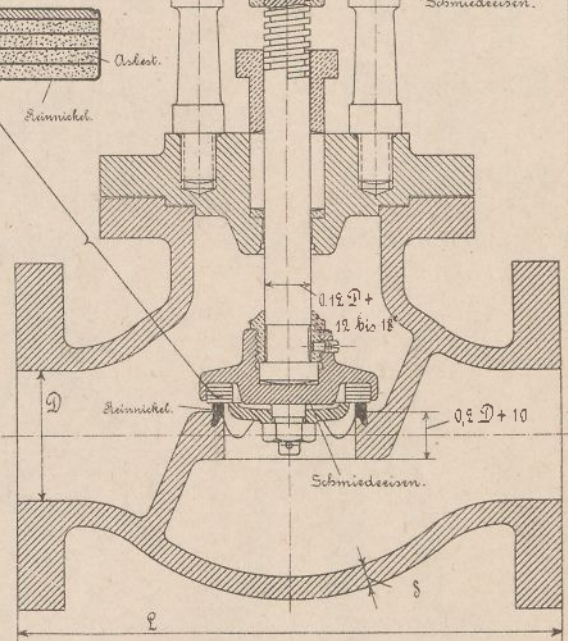 Schmiedeeisen.
Asbest.
Reinnickel.
0.12 D +
12 bis 18
D
Reinnickel.
0,2 D + 10
Schmiedeeisen.
δ
L